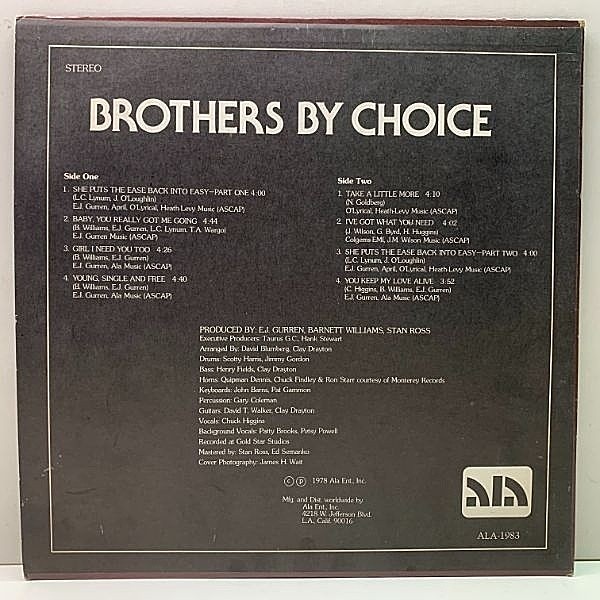 STEREO
BROTHERS BY CHOICE
Side One
1. SHE PUTS THE EASE BACK INTO EASY—PART ONE 4:00
(L.C. Lynum, J. O'Loughlin)
E.J. Gurren, April, O'Lyrical, Heath-Levy Music (ASCAP)
2. BABY, YOU REALLY GOT ME GOING 4:44
(B. Williams, E.J. Gurren, L.C. Lynum, T.A. Wargo)
E.J. Gurren Music (ASCAP)
3. GIRL I NEED YOU TOO 4:26
(B. Williams, E.J. Gurren)
E.J. Gurren, Ala Music (ASCAP)
4. YOUNG, SINGLE AND FREE 4:40
(B. Williams, E.J. Gurren)
E.J. Gurren, Ala Music (ASCAP)
Side Two
1. TAKE A LITTLE MORE 4:10
(N. Goldberg)
O'Lyrical, Heath-Levy Music (ASCAP)
2. I'VE GOT WHAT YOU NEED 4:02
(J. Wilson, G. Byrd, H. Huggins)
Colgems EMI, J.M. Wilson Music (ASCAP)
3. SHE PUTS THE EASE BACK INTO EASY—PART TWO 4:00
(L.C. Lynum, J. O'Loughlin)
E.J. Gurren, April, O'Lyrical, Heath-Levy Music (ASCAP)
4. YOU KEEP MY LOVE ALIVE 3:52
(C. Higgins, B. Williams, E.J. Gurren)
E.J. Gurren, Ala Music (ASCAP)
PRODUCED BY: E.J. GURREN, BARNETT WILLIAMS, STAN ROSS
Executive Producers: Taurus G.C., Hank Stewart
Arranged By: David Blumberg, Clay Drayton
Drums: Scotty Harris, Jimmy Gordon
Bass: Henry Fields, Clay Drayton
Horns: Quipman Dennis, Chuck Findley & Ron Starr courtesy of Monterey Records
Keyboards: John Barns, Pat Gammon
Percussion: Gary Coleman
Guitars: David T. Walker, Clay Drayton
Vocals: Chuck Higgins
Background Vocals: Patty Brooks, Petsy Powell
Recorded at Gold Star Studios
Mastered by: Stan Ross, Ed Semanko
Cover Photography: James H. Wait
© ℗ 1978 Ala Ent., Inc.
Mfg. and Dist. worldwide by
Ala Ent., Inc.
4218 W. Jefferson Blvd.
L.A., Calif. 90016
ala
ALA-1983